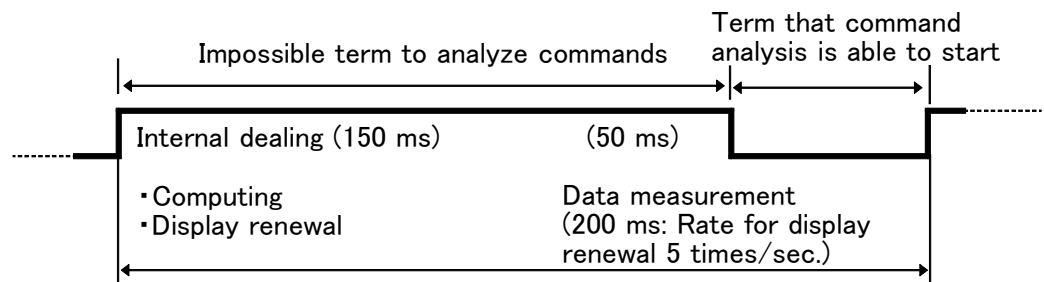 Impossible term to analyze commands
Term that command
analysis is able to start
Internal dealing (150 ms)
(50 ms)
・Computing
・Display renewal
Data measurement
(200 ms: Rate for display
renewal 5 times/sec.)